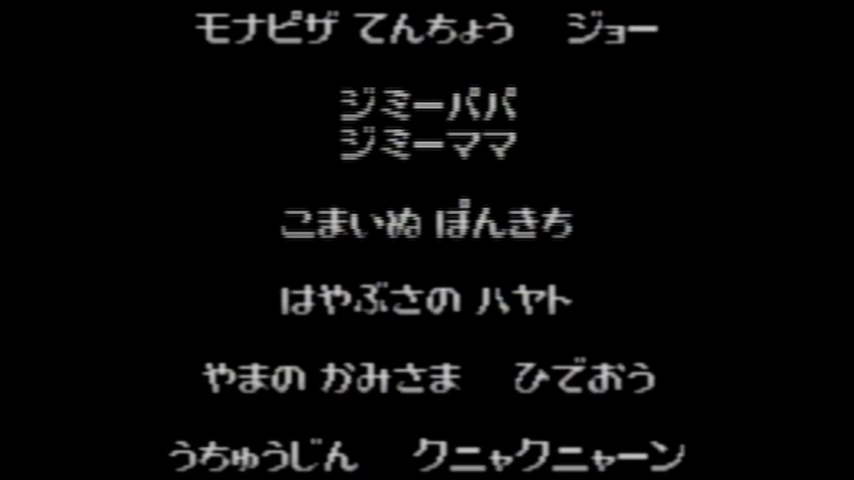 モナピザ てんちょう　ジョー
ジミーパパ
ジミーママ
こまいぬ ぽんきち
はやぶさの ハヤト
やまの かみさま　ひでおう
うちゅうじん　クニャクニャーン